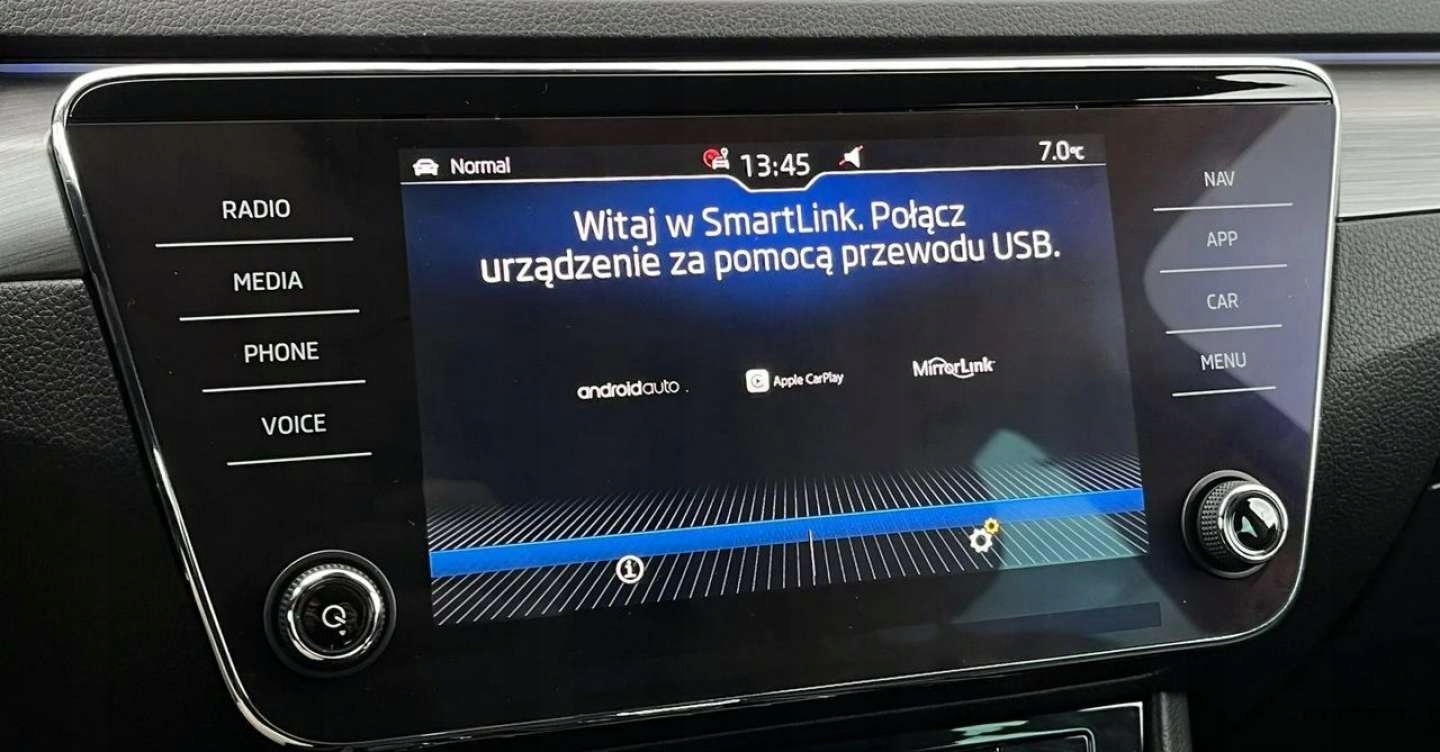 Normal 13:45 7.0°C
Witaj w SmartLink. Połącz
urządzenie za pomocą przewodu USB.
androidauto
Apple CarPlay
MirrorLink
RADIO
MEDIA
PHONE
VOICE
NAV
APP
CAR
MENU